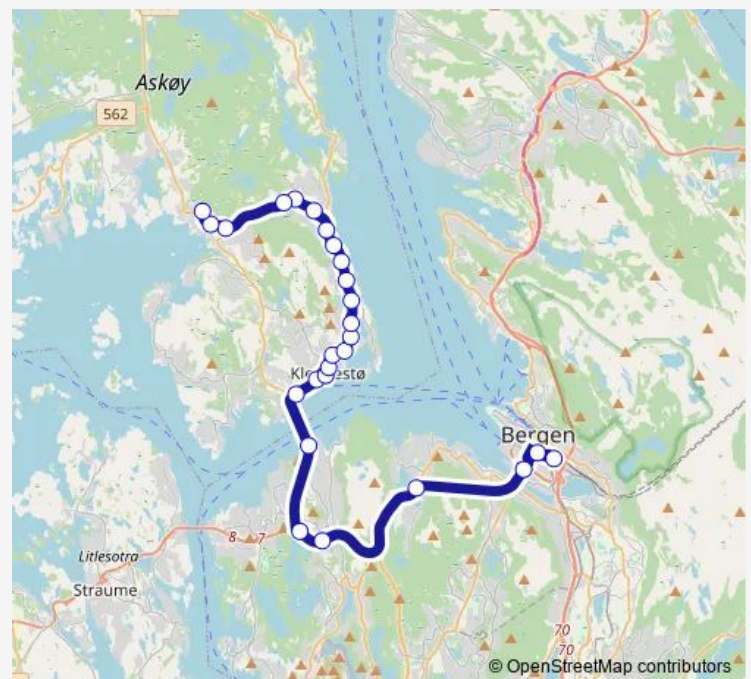 Askøy
562
Kleppestø
Bergen
8
7
Litlesotra
Straume
70
70
© OpenStreetMap contributors